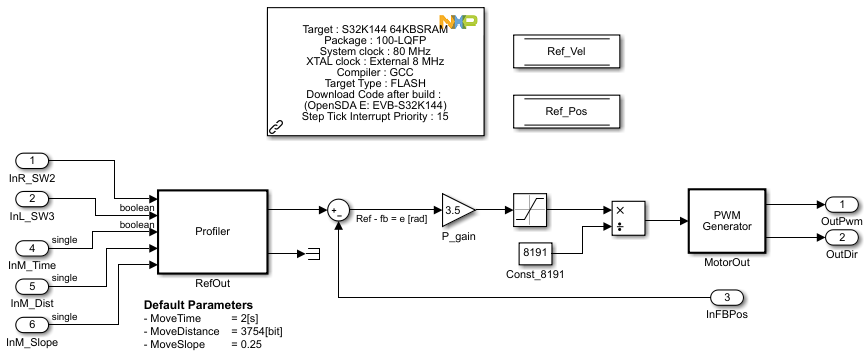 NXP
Target : S32K144 64KBSRAM
Package : 100-LQFP
System clock : 80 MHz
XTAL clock : External 8 MHz
Compiler : GCC
Target Type : FLASH
Download Code after build :
(OpenSDA E: EVB-S32K144)
Step Tick Interrupt Priority : 15
Ref_Vel
Ref_Pos
1
InR_SW2
2
InL_SW3
boolean
boolean
4
single
InM_Time
5
single
InM_Dist
6
single
InM_Slope
Profiler
RefOut
+
-
Ref - fb = e [rad]
3.5
P_gain
8191
Const_8191
×
÷
PWM
Generator
MotorOut
1
OutPwm
2
OutDir
3
InFBPos
Default Parameters
- MoveTime = 2[s]
- MoveDistance = 3754[bit]
- MoveSlope = 0.25